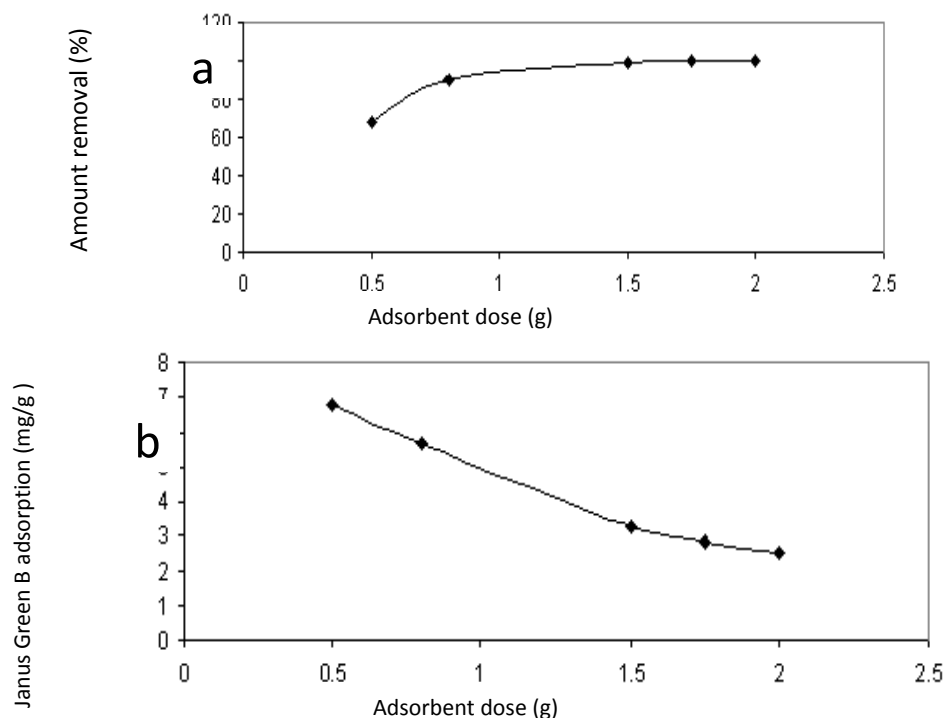 120
a
80
60
40
20
0
0 0.5 1 1.5 2 2.5
Amount removal (%)
Adsorbent dose (g)
8
7
b
4
3
2
1
0
0 0.5 1 1.5 2 2.5
Janus Green B adsorption (mg/g )
Adsorbent dose (g)